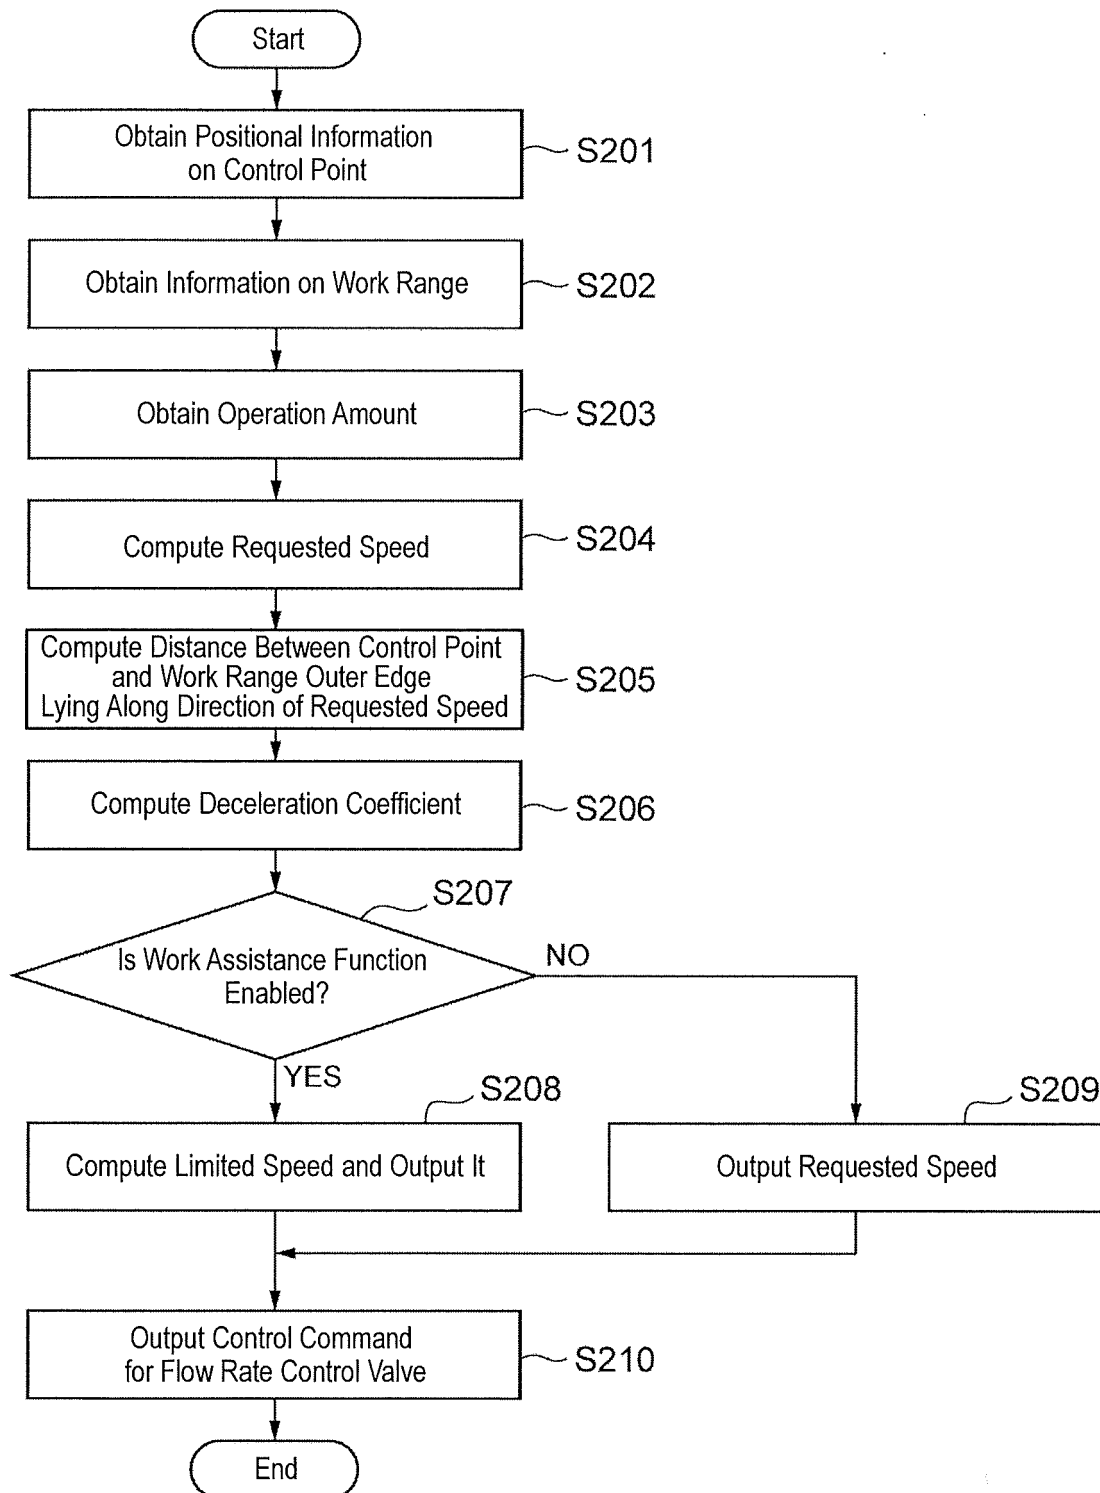 Start
Obtain Positional Information
on Control Point
S201
Obtain Information on Work Range
S202
Obtain Operation Amount
S203
Compute Requested Speed
S204
Compute Distance Between Control Point
and Work Range Outer Edge
Lying Along Direction of Requested Speed
S205
Compute Deceleration Coefficient
S206
S207
Is Work Assistance Function
Enabled?
NO
YES
S208
Compute Limited Speed and Output It
S209
Output Requested Speed
Output Control Command
for Flow Rate Control Valve
S210
End